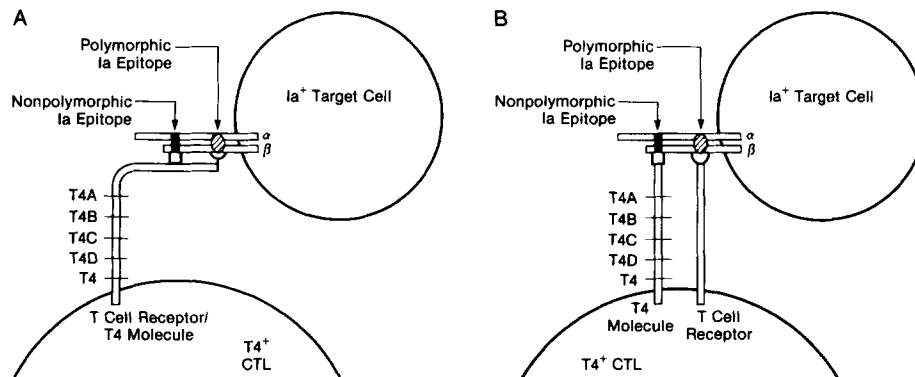 A
Polymorphic
Ia Epitope
Nonpolymorphic
Ia Epitope
Ia+ Target Cell
α
β
T4A
T4B
T4C
T4D
T4
T Cell Receptor/
T4 Molecule
T4+
CTL
B
Polymorphic
Ia Epitope
Nonpolymorphic
Ia Epitope
Ia+ Target Cell
α
β
T4A
T4B
T4C
T4D
T4
T4
Molecule
T Cell
Receptor
T4+ CTL